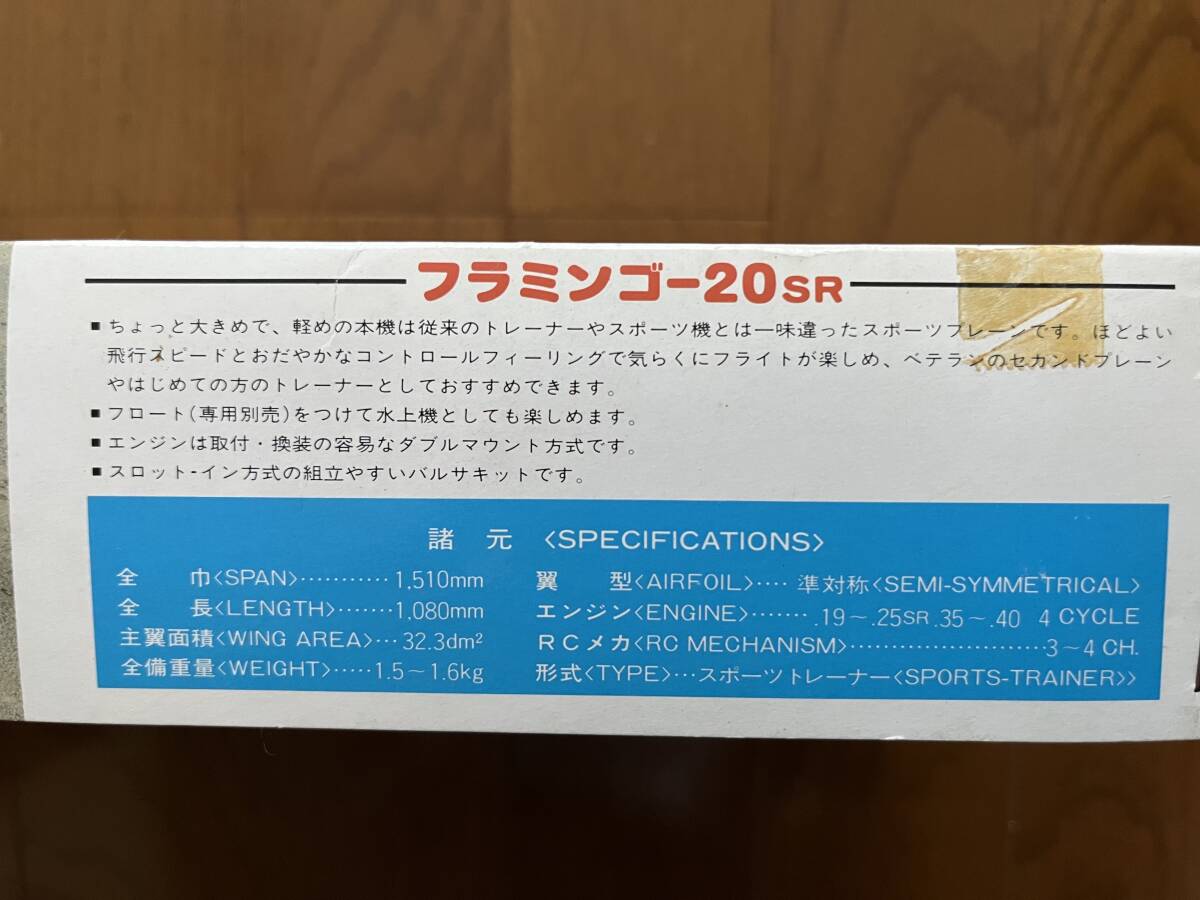 フラミンゴー20SR
■ちょっと大きめで、軽めの本機は従来のトレーナーやスポーツ機とは一味違ったスポーツプレーンです。ほどよい
飛行スピードとおだやかなコントロールフィーリングで気らくにフライトが楽しめ、ベテランのセカンドプレーン
やはじめての方のトレーナーとしておすすめできます。
■フロート(専用別売)をつけて水上機としても楽しめます。
■エンジンは取付・換装の容易なダブルマウント方式です。
■スロット-イン方式の組立やすいバルサキットです。
諸元〈SPECIFICATIONS〉
全巾〈SPAN〉‥‥‥‥‥‥1,510mm
全長〈LENGTH〉‥‥‥‥‥1,080mm
主翼面積〈WING AREA〉‥‥32.3dm²
全備重量〈WEIGHT〉‥‥‥1.5～1.6kg
翼型〈AIRFOIL〉‥‥準対称〈SEMI-SYMMETRICAL〉
エンジン〈ENGINE〉‥‥‥‥.19～.25SR .35～.40 4 CYCLE
RCメカ〈RC MECHANISM〉‥‥‥‥‥‥‥‥‥‥‥‥3～4CH.
形式〈TYPE〉‥‥スポーツトレーナー〈SPORTS-TRAINER〉〉